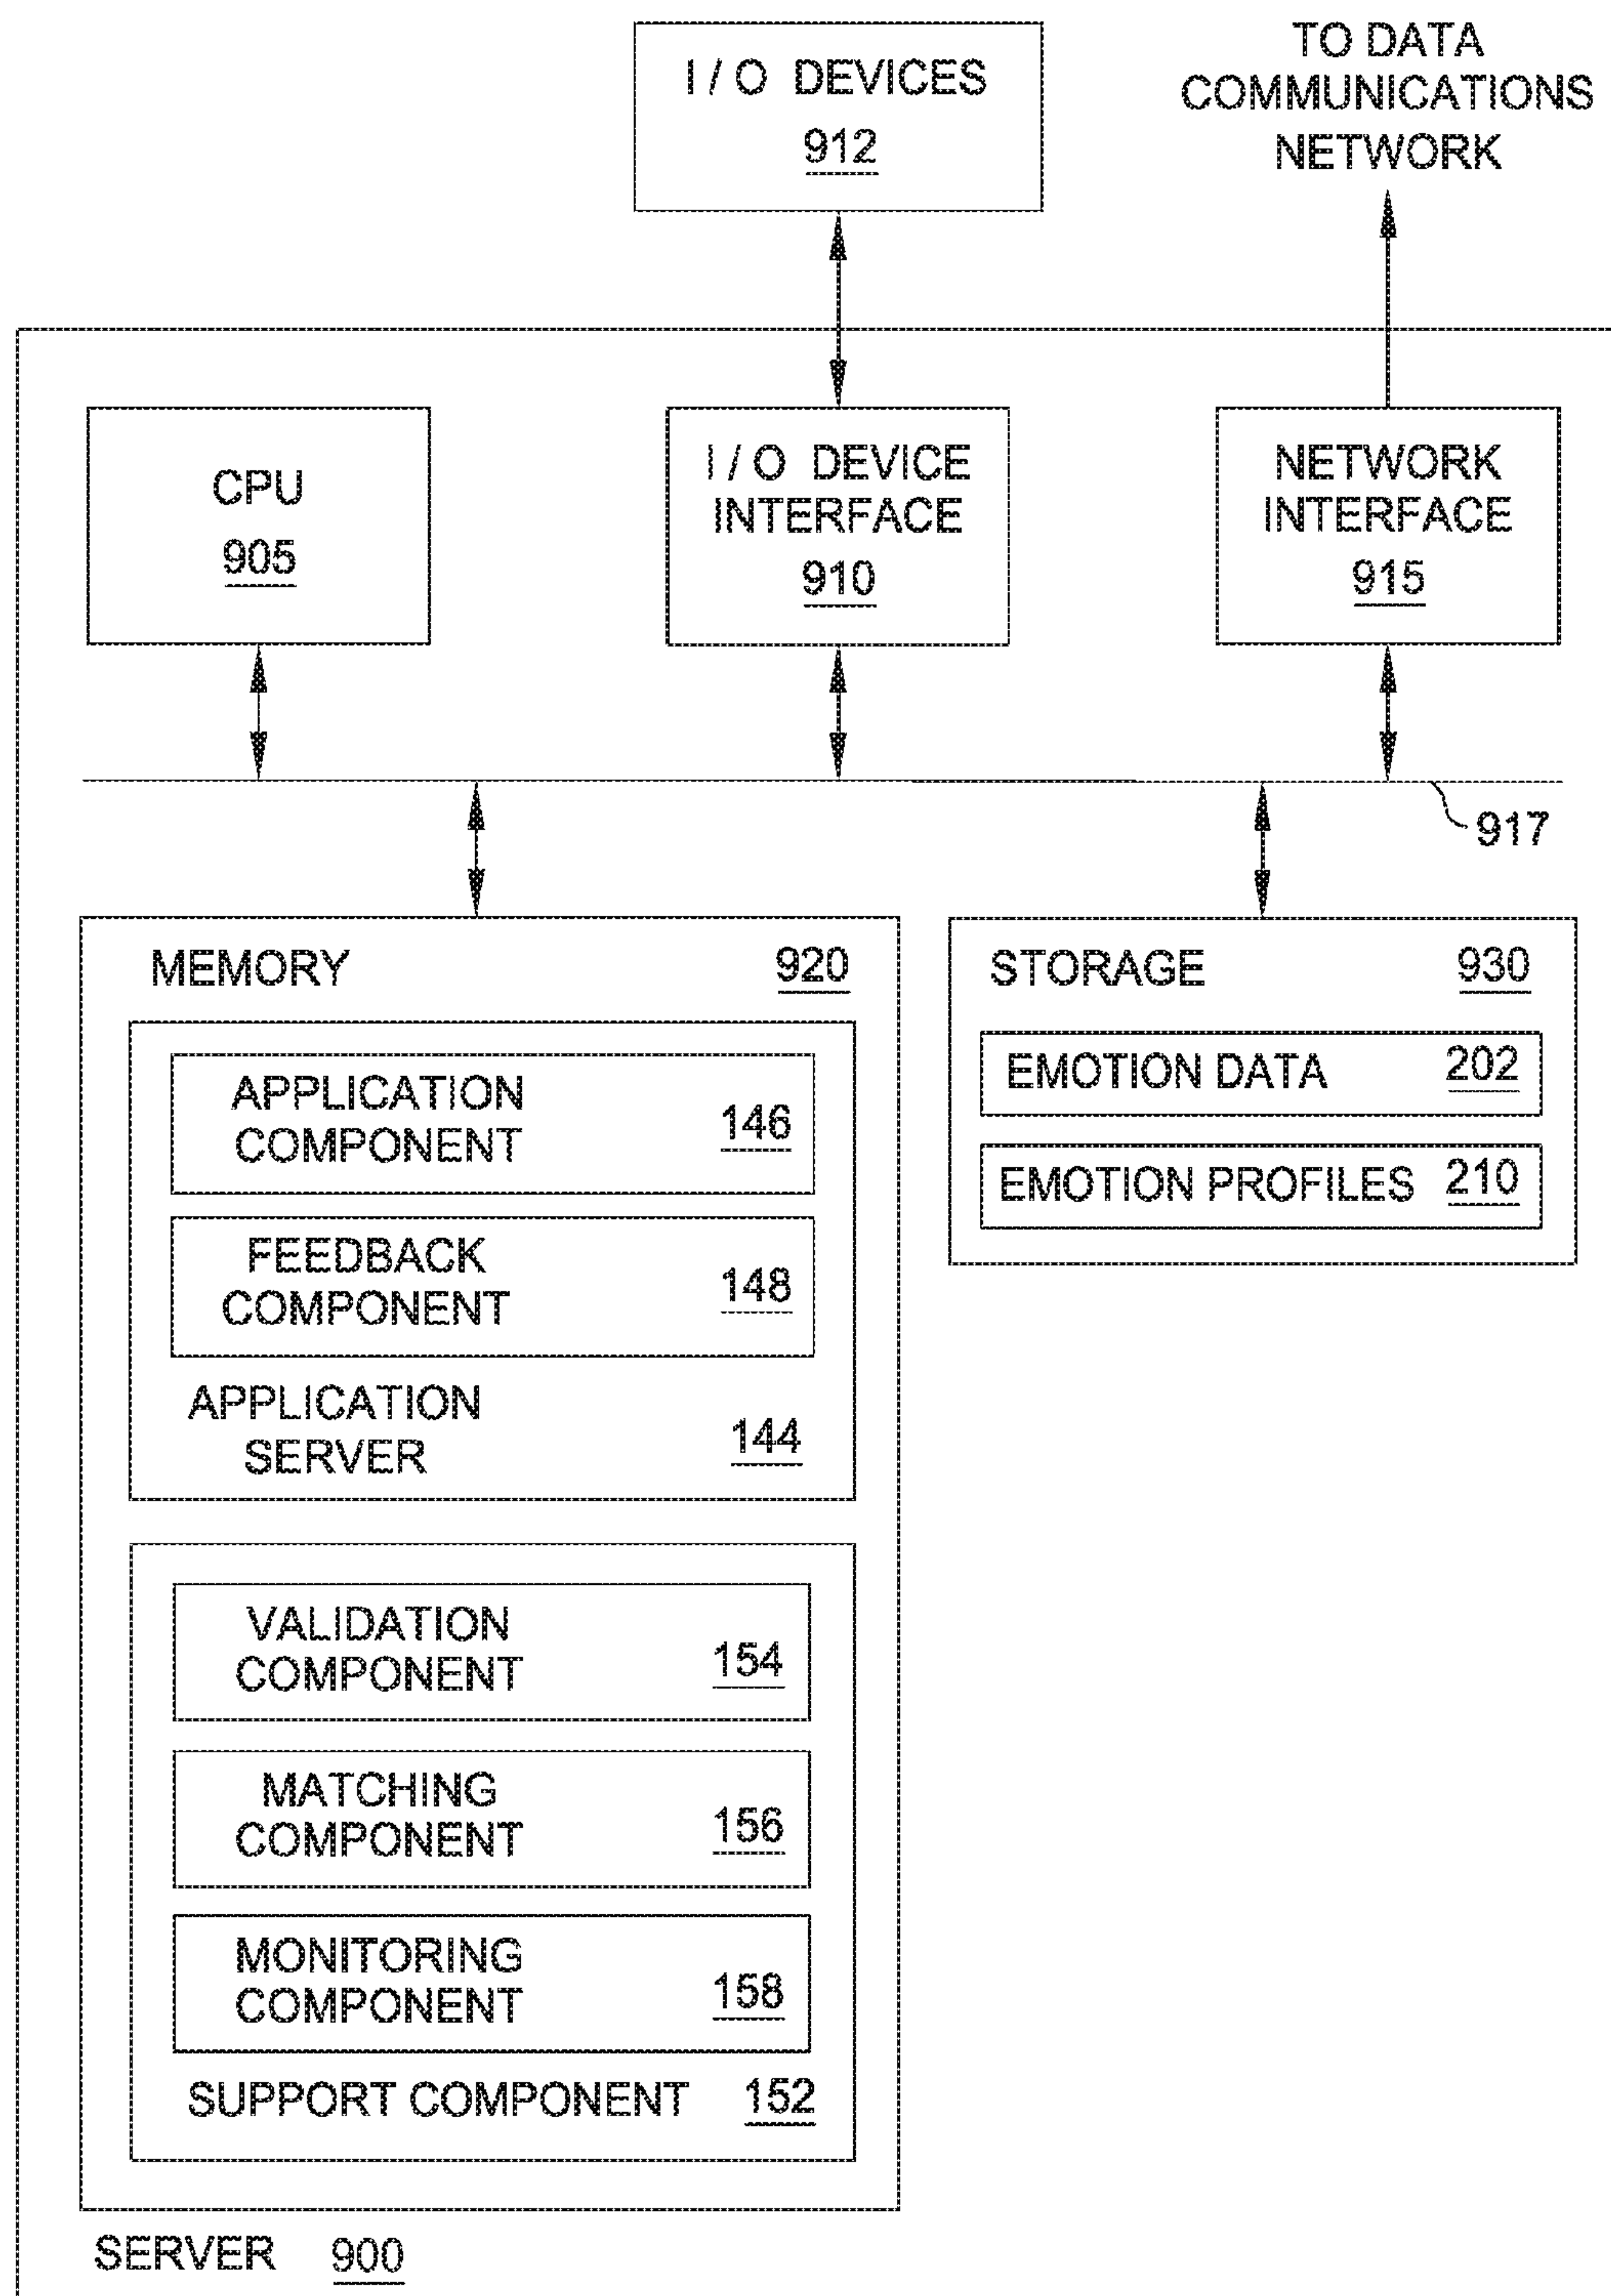 I / O DEVICES
912
TO DATA
COMMUNICATIONS
NETWORK
CPU
905
I / O DEVICE
INTERFACE
910
NETWORK
INTERFACE
915
917
MEMORY 920
APPLICATION
COMPONENT 146
FEEDBACK
COMPONENT 148
APPLICATION
SERVER 144
VALIDATION
COMPONENT 154
MATCHING
COMPONENT 156
MONITORING
COMPONENT 158
SUPPORT COMPONENT 152
STORAGE 930
EMOTION DATA 202
EMOTION PROFILES 210
SERVER 900